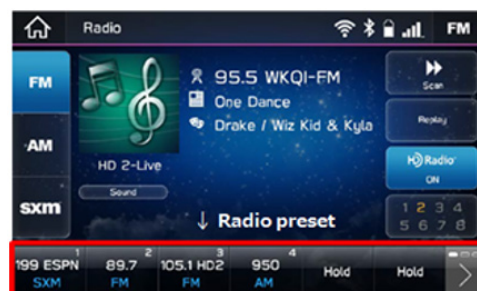 Radio
FM
FM
95.5 WKQI-FM
Scan
One Dance
Replay
AM
Drake / Wiz Kid & Kyla
HD 2-Live
HD Radio
ON
Sound
sxm
↓ Radio preset
1 2 3 4
5 6 7 8
1
199 ESPN
SXM
2
89.7
FM
3
105.1 HD2
FM
4
950
AM
Hold
Hold